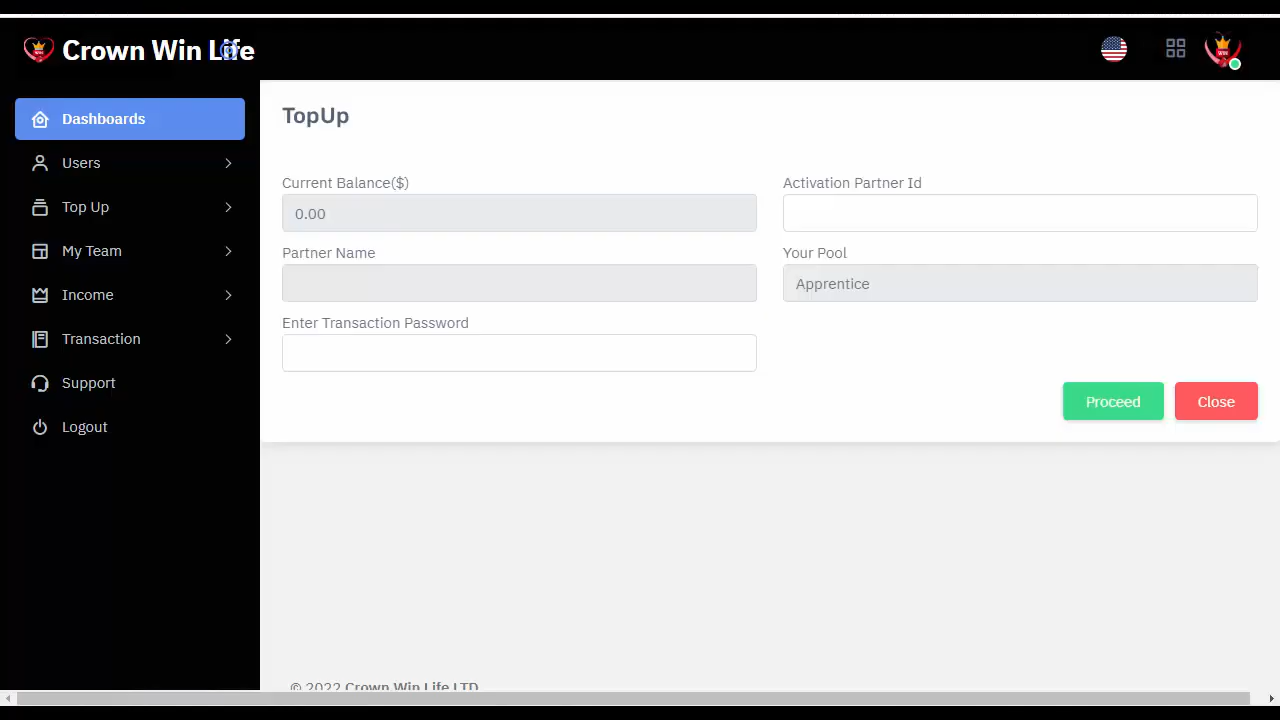 Crown Win Life
Dashboards
Users
Top Up
My Team
Income
Transaction
Support
Logout
TopUp
Current Balance($)
0.00
Activation Partner Id
Partner Name
Your Pool
Apprentice
Enter Transaction Password
Proceed
Close
© 2022 Crown Win Life LTD